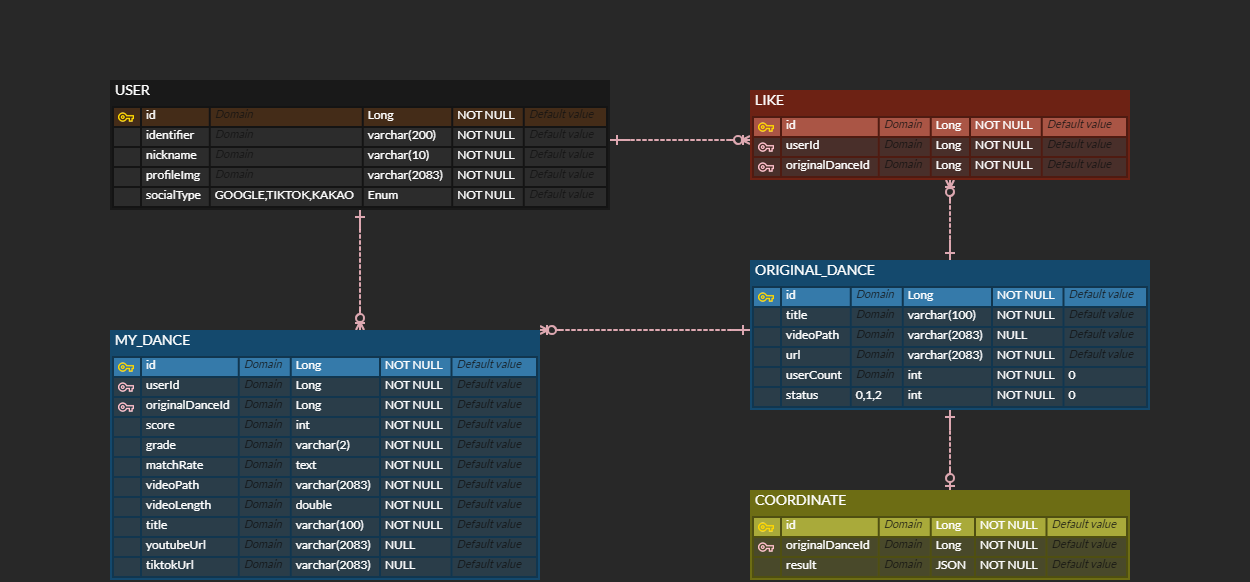 USER
id Domain Long NOT NULL Default value
identifier Domain varchar(200) NOT NULL Default value
nickname Domain varchar(10) NOT NULL Default value
profileImg Domain varchar(2083) NOT NULL Default value
socialType GOOGLE,TIKTOK,KAKAO Enum NOT NULL Default value
LIKE
id Domain Long NOT NULL Default value
userId Domain Long NOT NULL Default value
originalDanceId Domain Long NOT NULL Default value
ORIGINAL_DANCE
id Domain Long NOT NULL Default value
title Domain varchar(100) NOT NULL Default value
videoPath Domain varchar(2083) NULL Default value
url Domain varchar(2083) NOT NULL Default value
userCount Domain int NOT NULL 0
status 0,1,2 int NOT NULL 0
MY_DANCE
id Domain Long NOT NULL Default value
userId Domain Long NOT NULL Default value
originalDanceId Domain Long NOT NULL Default value
score Domain int NOT NULL Default value
grade Domain varchar(2) NOT NULL Default value
matchRate Domain text NOT NULL Default value
videoPath Domain varchar(2083) NOT NULL Default value
videoLength Domain double NOT NULL Default value
title Domain varchar(100) NOT NULL Default value
youtubeUrl Domain varchar(2083) NULL Default value
tiktokUrl Domain varchar(2083) NULL Default value
COORDINATE
id Domain Long NOT NULL Default value
originalDanceId Domain Long NOT NULL Default value
result Domain JSON NOT NULL Default value